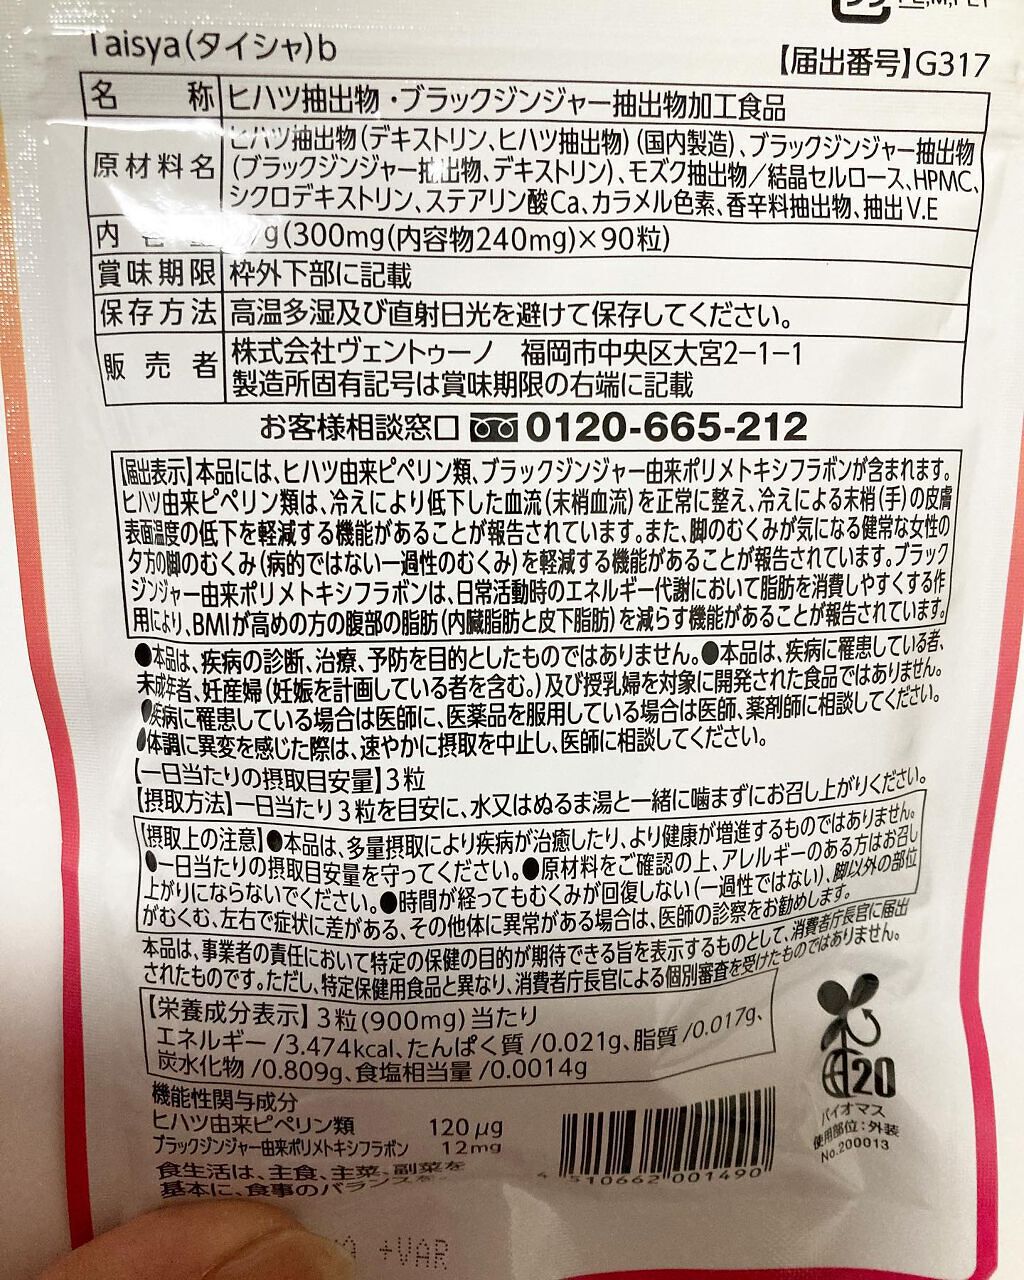 Taisya(タイシャ)b
【届出番号】G317
名 称 ヒハツ抽出物・ブラックジンジャー抽出物加工食品
原材料名 ヒハツ抽出物(デキストリン、ヒハツ抽出物)(国内製造)、ブラックジンジャー抽出物
(ブラックジンジャー抽出物、デキストリン)、モズク抽出物/結晶セルロース、HPMC、
シクロデキストリン、ステアリン酸Ca、カラメル色素、香辛料抽出物、抽出V.E
内 容 量 7g(300mg(内容物240mg)×90粒)
賞味期限 枠外下部に記載
保存方法 高温多湿及び直射日光を避けて保存してください。
販売者 株式会社ヴェントゥーノ 福岡市中央区大宮2-1-1
製造所固有記号は賞味期限の右端に記載
お客様相談窓口 0120-665-212
【届出表示】本品には、ヒハツ由来ピペリン類、ブラックジンジャー由来ポリメトキシフラボンが含まれます。
ヒハツ由来ピペリン類は、冷えにより低下した血流(末梢血流)を正常に整え、冷えによる末梢(手)の皮膚
表面温度の低下を軽減する機能があることが報告されています。また、脚のむくみが気になる健常な女性の
夕方の脚のむくみ(病的ではない一過性のむくみ)を軽減する機能があることが報告されています。ブラック
ジンジャー由来ポリメトキシフラボンは、日常活動時のエネルギー代謝において脂肪を消費しやすくする作
用により、BMIが高めの方の腹部の脂肪(内臓脂肪と皮下脂肪)を減らす機能があることが報告されています。
●本品は、疾病の診断、治療、予防を目的としたものではありません。●本品は、疾病に罹患している者、
未成年者、妊産婦(妊娠を計画している者を含む。)及び授乳婦を対象に開発された食品ではありません。
●疾病に罹患している場合は医師に、医薬品を服用している場合は医師、薬剤師に相談してください。
●体調に異変を感じた際は、速やかに摂取を中止し、医師に相談してください。
【一日当たりの摂取目安量】3粒
【摂取方法】一日当たり3粒を目安に、水又はぬるま湯と一緒に噛まずにお召し上がりください。
【摂取上の注意】●本品は、多量摂取により疾病が治癒したり、より健康が増進するものではありません。
●一日当たりの摂取目安量を守ってください。●原材料をご確認の上、アレルギーのある方はお召し
上がりにならないでください。●時間が経ってもむくみが回復しない(一過性ではない)、脚以外の部位
がむくむ、左右で症状に差がある、その他体に異常がある場合は、医師の診察をお勧めします。
本品は、事業者の責任において特定の保健の目的が期待できる旨を表示するものとして、消費者庁長官に届出
されたものです。ただし、特定保健用食品と異なり、消費者庁長官による個別審査を受けたものではありません。
【栄養成分表示】3粒(900mg)当たり
エネルギー/3.474kcal、たんぱく質/0.021g、脂質/0.017g、
炭水化物/0.809g、食塩相当量/0.0014g
機能性関与成分
ヒハツ由来ピペリン類 120μg
ブラックジンジャー由来ポリメトキシフラボン 12mg
食生活は、主食、主菜、副菜を
基本に、食事のバランスを。
4 510662 001490
20
バイオマス
使用部位:外装
No.200013
+VAR